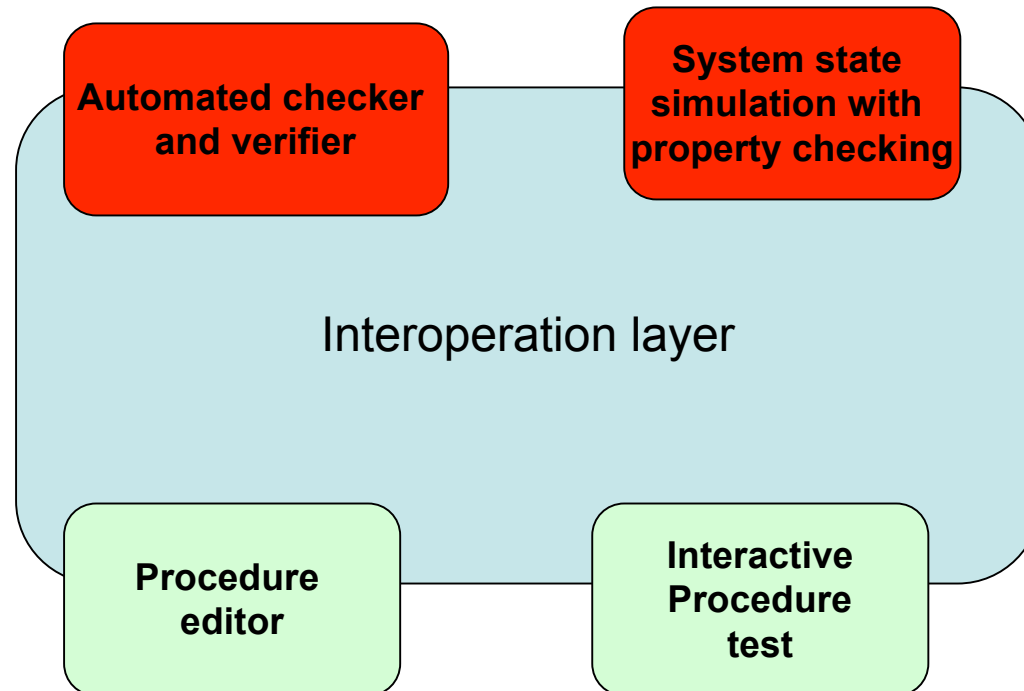 Automated checker
and verifier
System state
simulation with
property checking
Interoperation layer
Procedure
editor
Interactive
Procedure
test